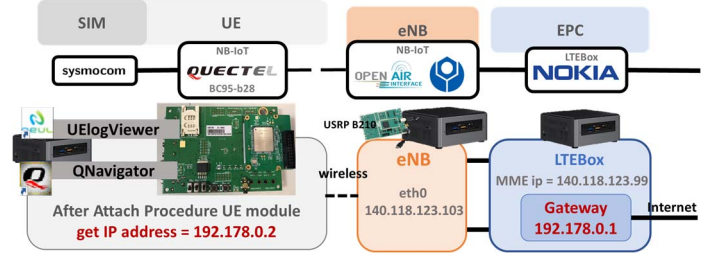 SIM
UE
eNB
EPC
sysmocom
NB-IoT
QUECTEL
BC95-b28
NB-IoT
OPEN AIR
INTERFACE
LTEBox
NOKIA
UElogViewer
QNavigator
USRP B210
wireless
After Attach Procedure UE module
get IP address = 192.178.0.2
eNB
eth0
140.118.123.103
LTEBox
MME ip = 140.118.123.99
Gateway
192.178.0.1
Internet